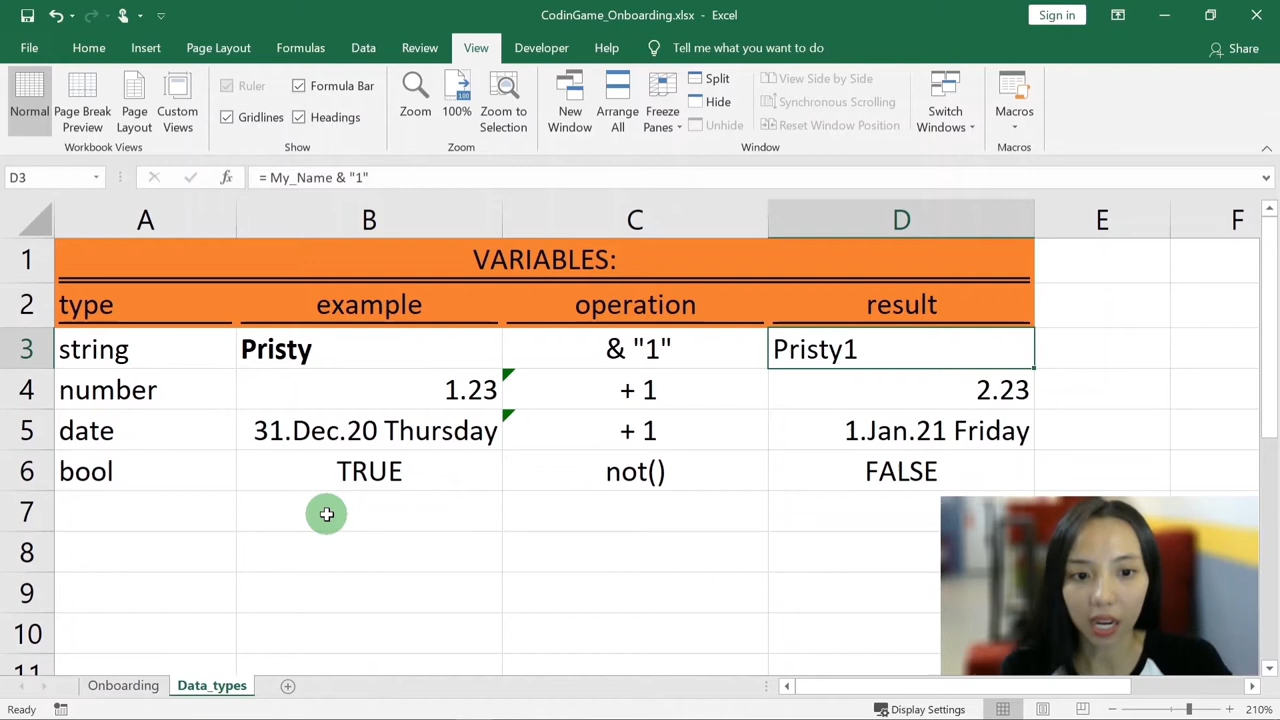 CodinGame_Onboarding.xlsx - Excel
Sign in
File Home Insert Page Layout Formulas Data Review View Developer Help Tell me what you want to do Share
Normal
Page Break Preview
Page Layout
Custom Views
Workbook Views
Ruler
Formula Bar
Gridlines
Headings
Show
Zoom
100%
Zoom to Selection
Zoom
New Window
Arrange All
Freeze Panes
Split
Hide
Unhide
View Side by Side
Synchronous Scrolling
Reset Window Position
Switch Windows
Window
Macros
Macros
D3 fx = My_Name & "1"
A B C D E F
1 VARIABLES:
2 type example operation result
3 string Pristy & "1" Pristy1
4 number 1.23 + 1 2.23
5 date 31.Dec.20 Thursday + 1 1.Jan.21 Friday
6 bool TRUE not() FALSE
7
8
9
10
11
Onboarding Data_types
Ready Display Settings 210%